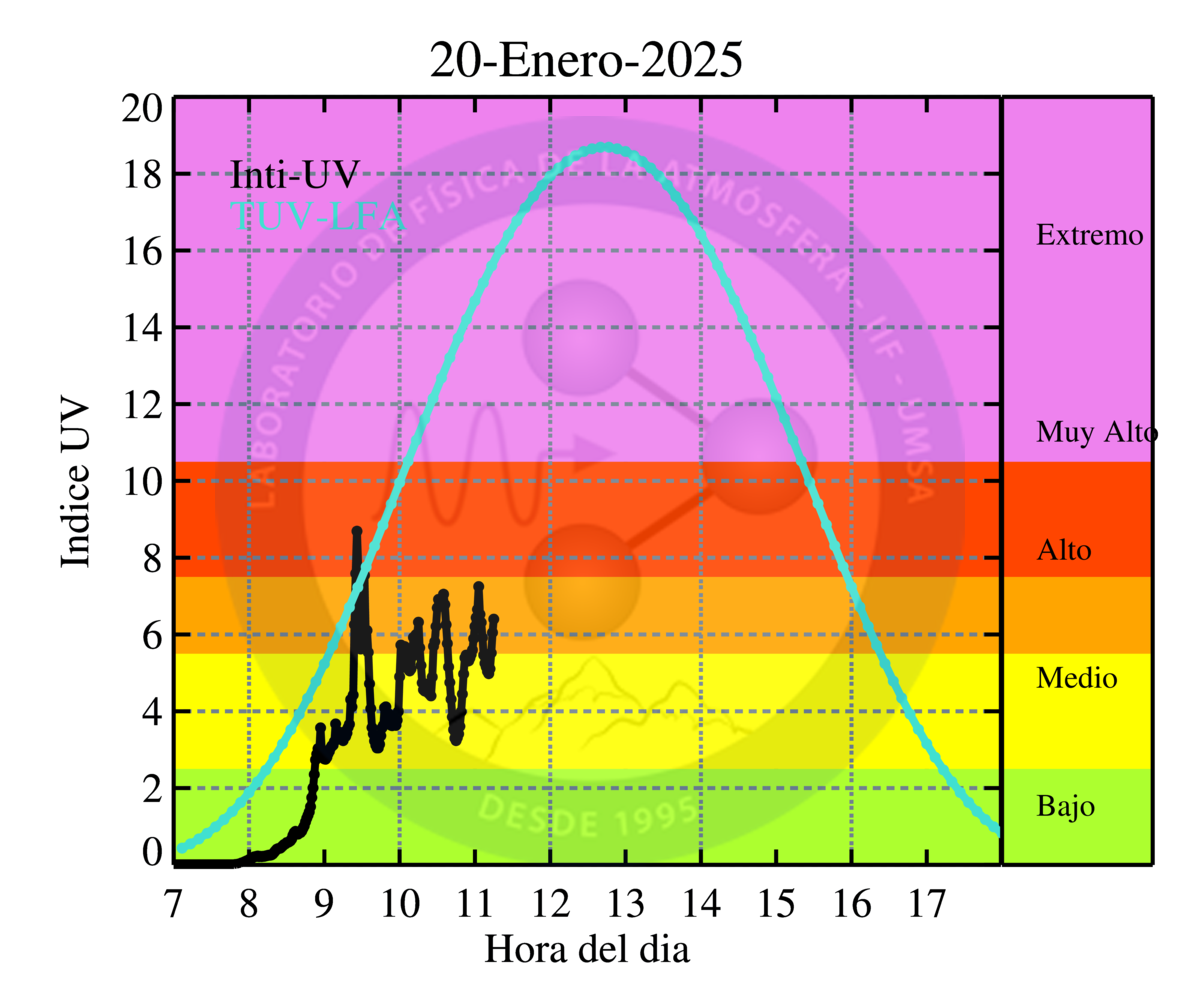 20-Enero-2025
Inti-UV
TUV-LFA
Indice UV
20
18
16
14
12
10
8
6
4
2
0
7 8 9 10 11 12 13 14 15 16 17
Hora del dia
Extremo
Muy Alto
Alto
Medio
Bajo
LABORATORIO DE FÍSICA DE LA ATMÓSFERA - IIF - UMSA
DESDE 1995